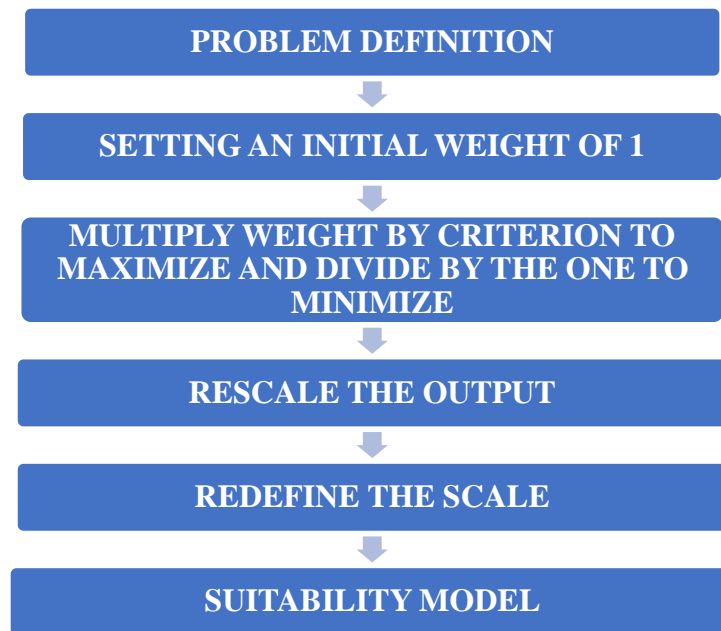 PROBLEM DEFINITION
SETTING AN INITIAL WEIGHT OF 1
MULTIPLY WEIGHT BY CRITERION TO
MAXIMIZE AND DIVIDE BY THE ONE TO
MINIMIZE
RESCALE THE OUTPUT
REDEFINE THE SCALE
SUITABILITY MODEL